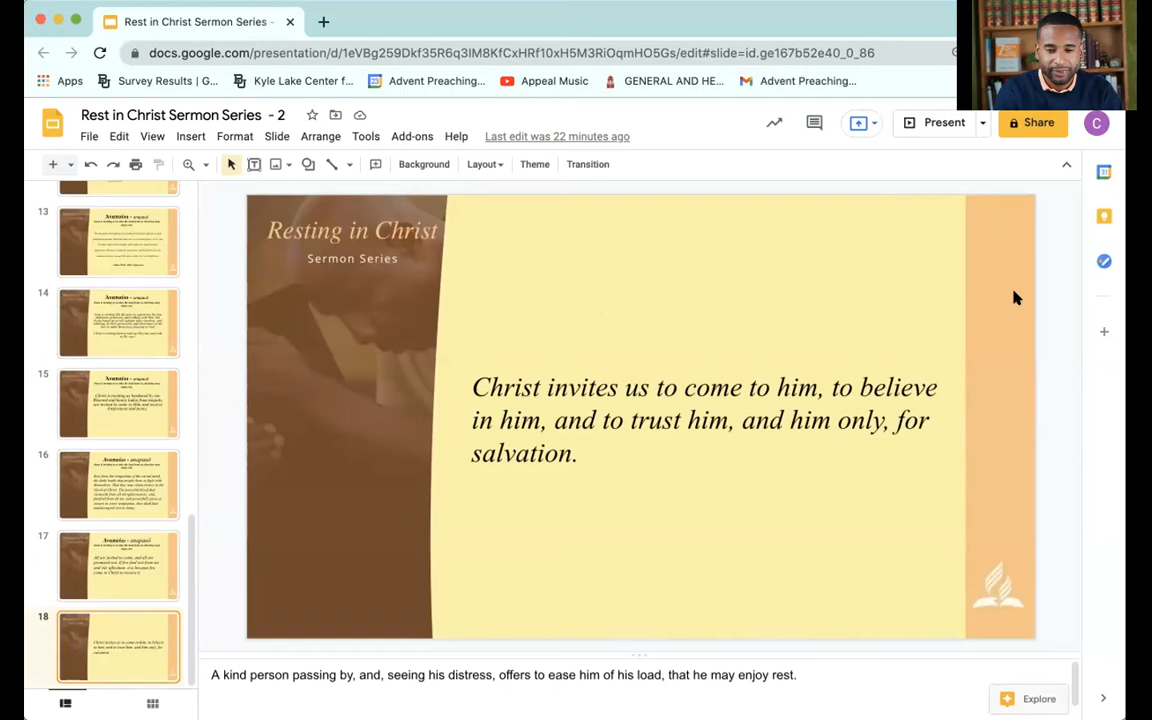 Rest in Christ Sermon Series -
docs.google.com/presentation/d/1eVBg259Dkf35R6q3IM8KfCxHRf10xH5M3RiOqmHO5Gs/edit#slide=id.ge167b52e40_0_86
Apps
Survey Results | G...
Kyle Lake Center f...
Advent Preaching...
Appeal Music
GENERAL AND HE...
Advent Preaching...
Rest in Christ Sermon Series - 2
File Edit View Insert Format Slide Arrange Tools Add-ons Help
Last edit was 22 minutes ago
Present
Share
C
Background Layout Theme Transition
13
14
15
16
17
18
Resting in Christ
Sermon Series
Christ invites us to come to him, to believe
in him, and to trust him, and him only, for
salvation.
A kind person passing by, and, seeing his distress, offers to ease him of his load, that he may enjoy rest.
Explore